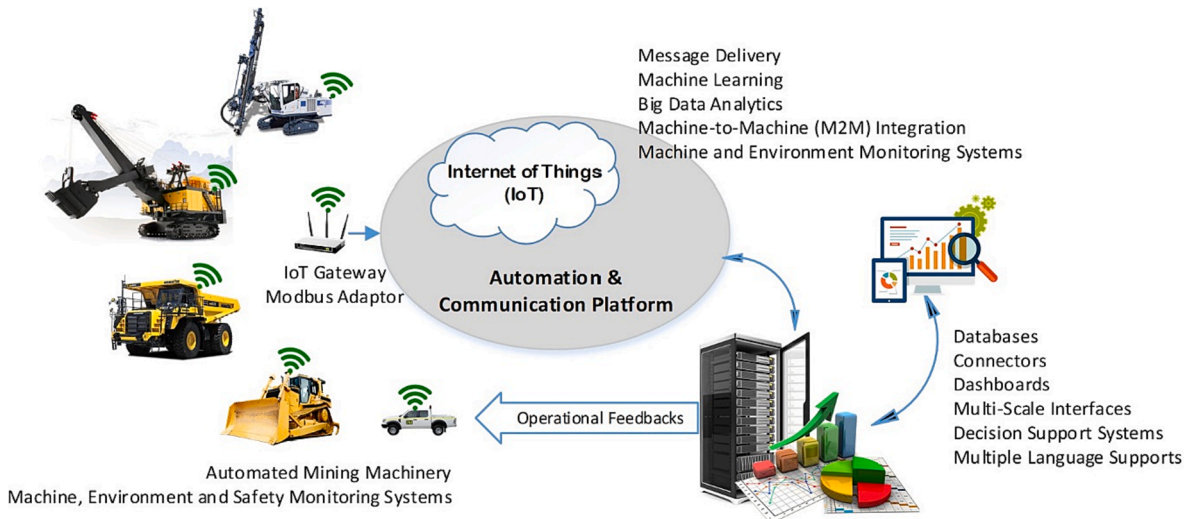 Message Delivery
Machine Learning
Big Data Analytics
Machine-to-Machine (M2M) Integration
Machine and Environment Monitoring Systems
Internet of Things
(IoT)
IoT Gateway
Modbus Adaptor
Automation &
Communication Platform
Databases
Connectors
Dashboards
Multi-Scale Interfaces
Decision Support Systems
Multiple Language Supports
Operational Feedbacks
Automated Mining Machinery
Machine, Environment and Safety Monitoring Systems